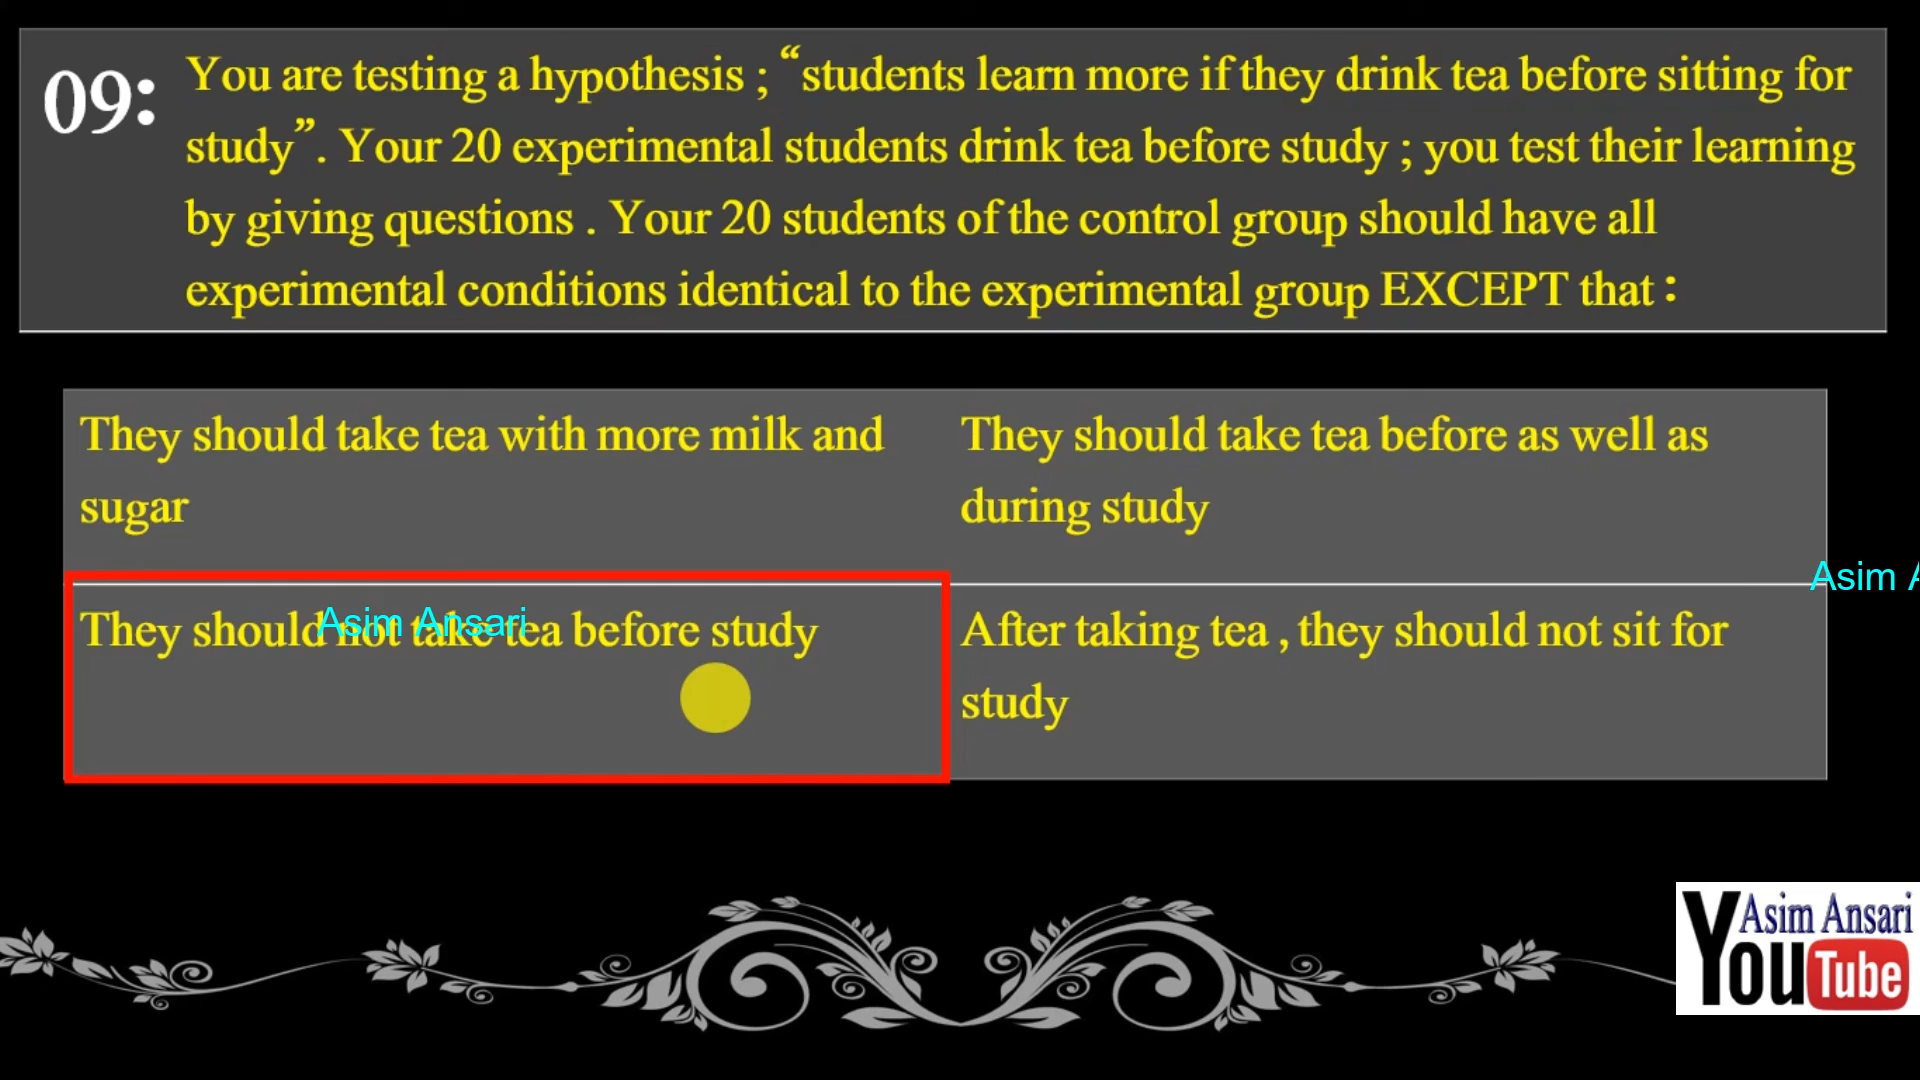 09:
You are testing a hypothesis ; “students learn more if they drink tea before sitting for
study”. Your 20 experimental students drink tea before study ; you test their learning
by giving questions . Your 20 students of the control group should have all
experimental conditions identical to the experimental group EXCEPT that :
They should take tea with more milk and
sugar
They should take tea before as well as
during study
They should not take tea before study
After taking tea , they should not sit for
study
Asim Ansari
Asim A
Asim Ansari
YouTube